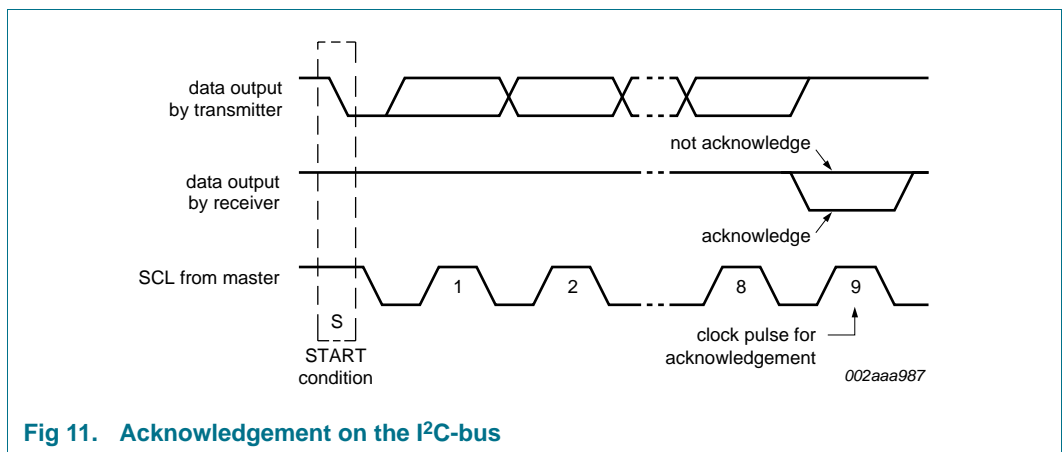 data output
by transmitter
not acknowledge
data output
by receiver
acknowledge
SCL from master
1
2
8
9
S
START
condition
clock pulse for
acknowledgement
002aaa987
Fig 11. Acknowledgement on the I²C-bus